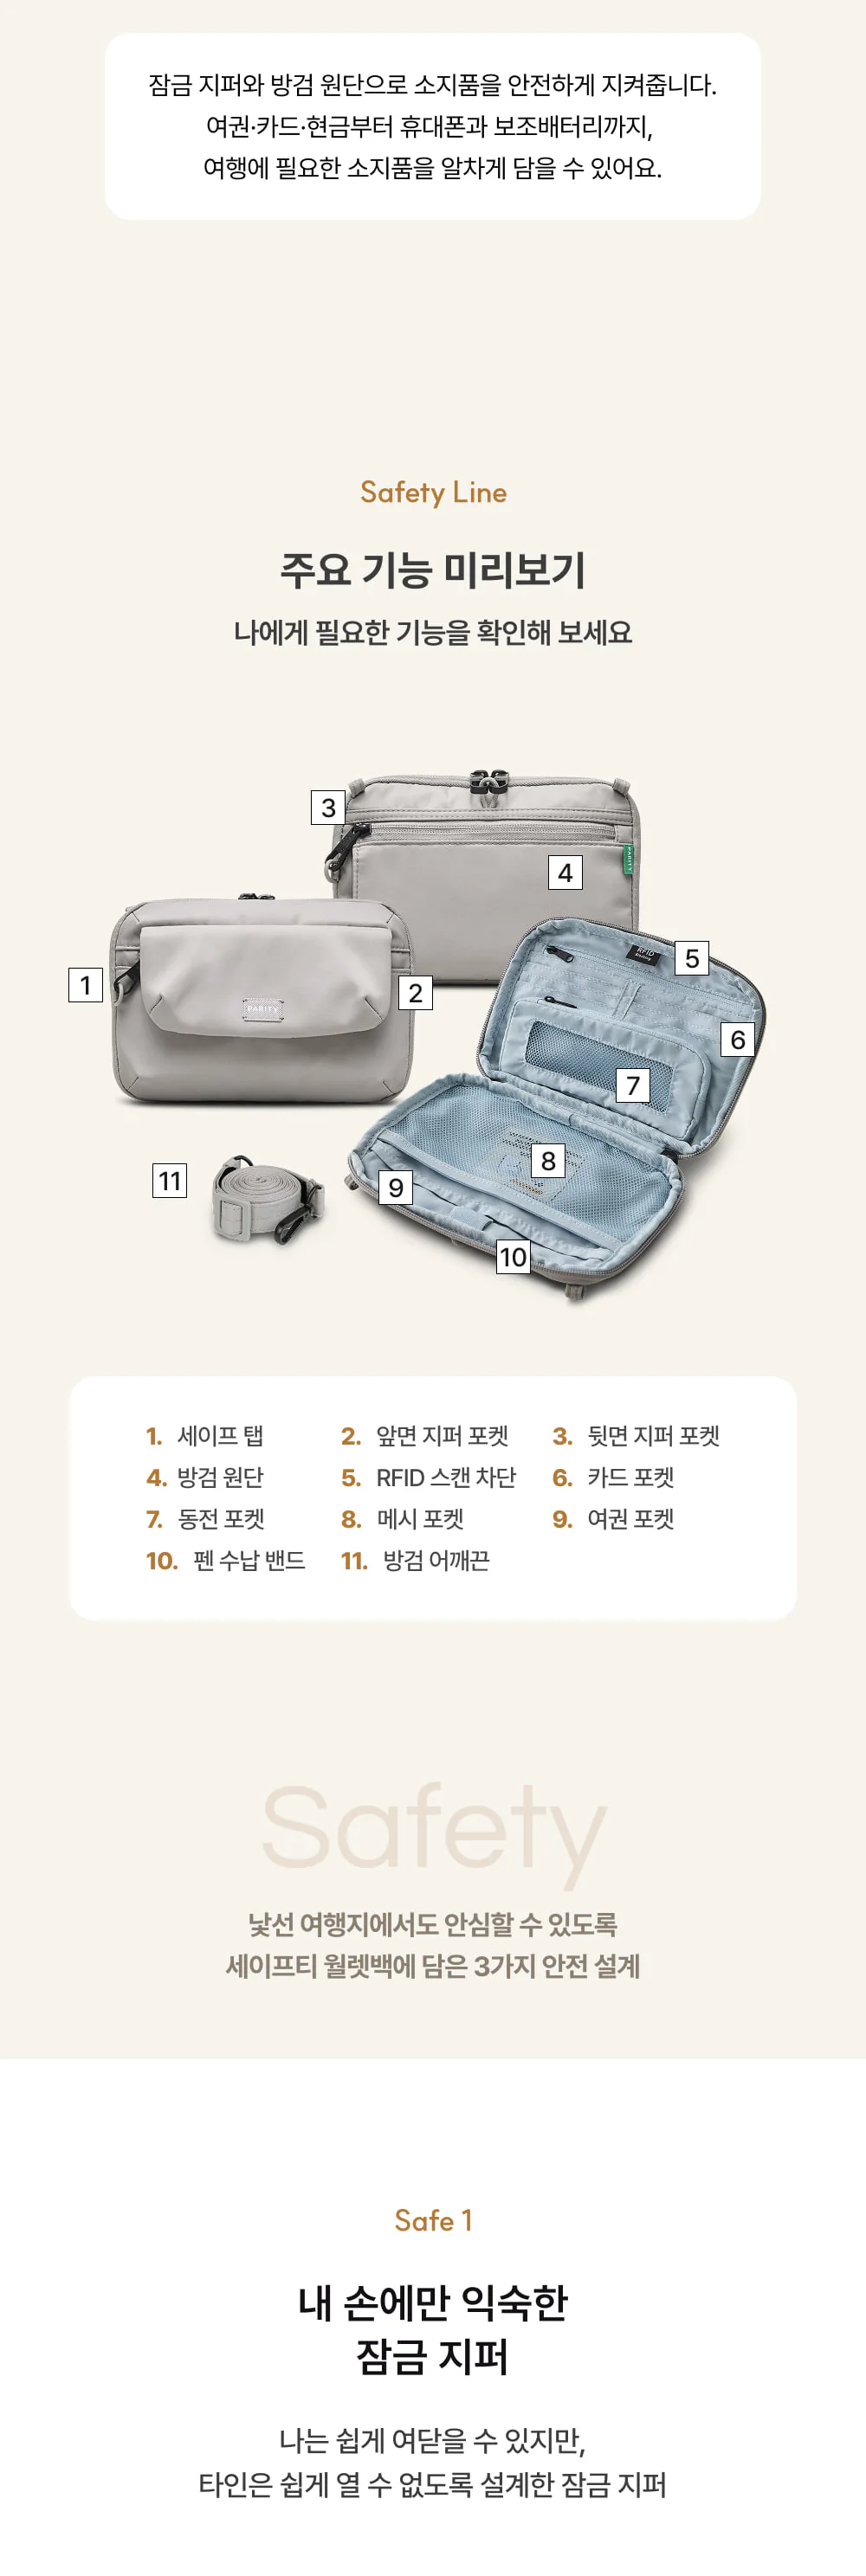 잠금 지퍼와 방검 원단으로 소지품을 안전하게 지켜줍니다.
여권·카드·현금부터 휴대폰과 보조배터리까지,
여행에 필요한 소지품을 알차게 담을 수 있어요.
Safety Line
주요 기능 미리보기
나에게 필요한 기능을 확인해 보세요
3
4
PARITY
RFID
Blocking
5
1
2
PARITY
6
7
8
11
9
10
1. 세이프 탭
2. 앞면 지퍼 포켓
3. 뒷면 지퍼 포켓
4. 방검 원단
5. RFID 스캔 차단
6. 카드 포켓
7. 동전 포켓
8. 메시 포켓
9. 여권 포켓
10. 펜 수납 밴드
11. 방검 어깨끈
Safety
낯선 여행지에서도 안심할 수 있도록
세이프티 월렛백에 담은 3가지 안전 설계
Safe 1
내 손에만 익숙한
잠금 지퍼
나는 쉽게 여닫을 수 있지만,
타인은 쉽게 열 수 없도록 설계한 잠금 지퍼